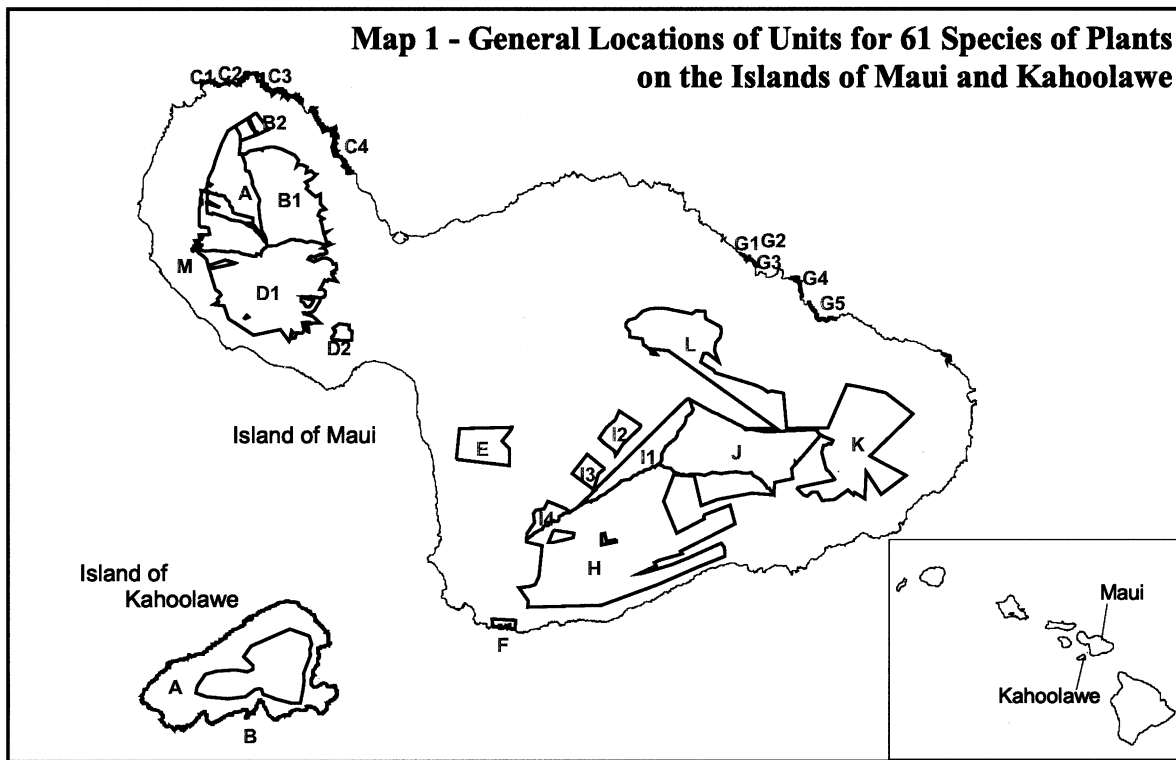 Map 1 - General Locations of Units for 61 Species of Plants
on the Islands of Maui and Kahoolawe
C1 C2 C3
B2
C4
A
B1
M
D1
D2
G1 G2
G3
G4
G5
L
Island of Maui
E
I2
I1
I3
J
K
I4
H
F
Island of
Kahoolawe
A
B
Maui
Kahoolawe